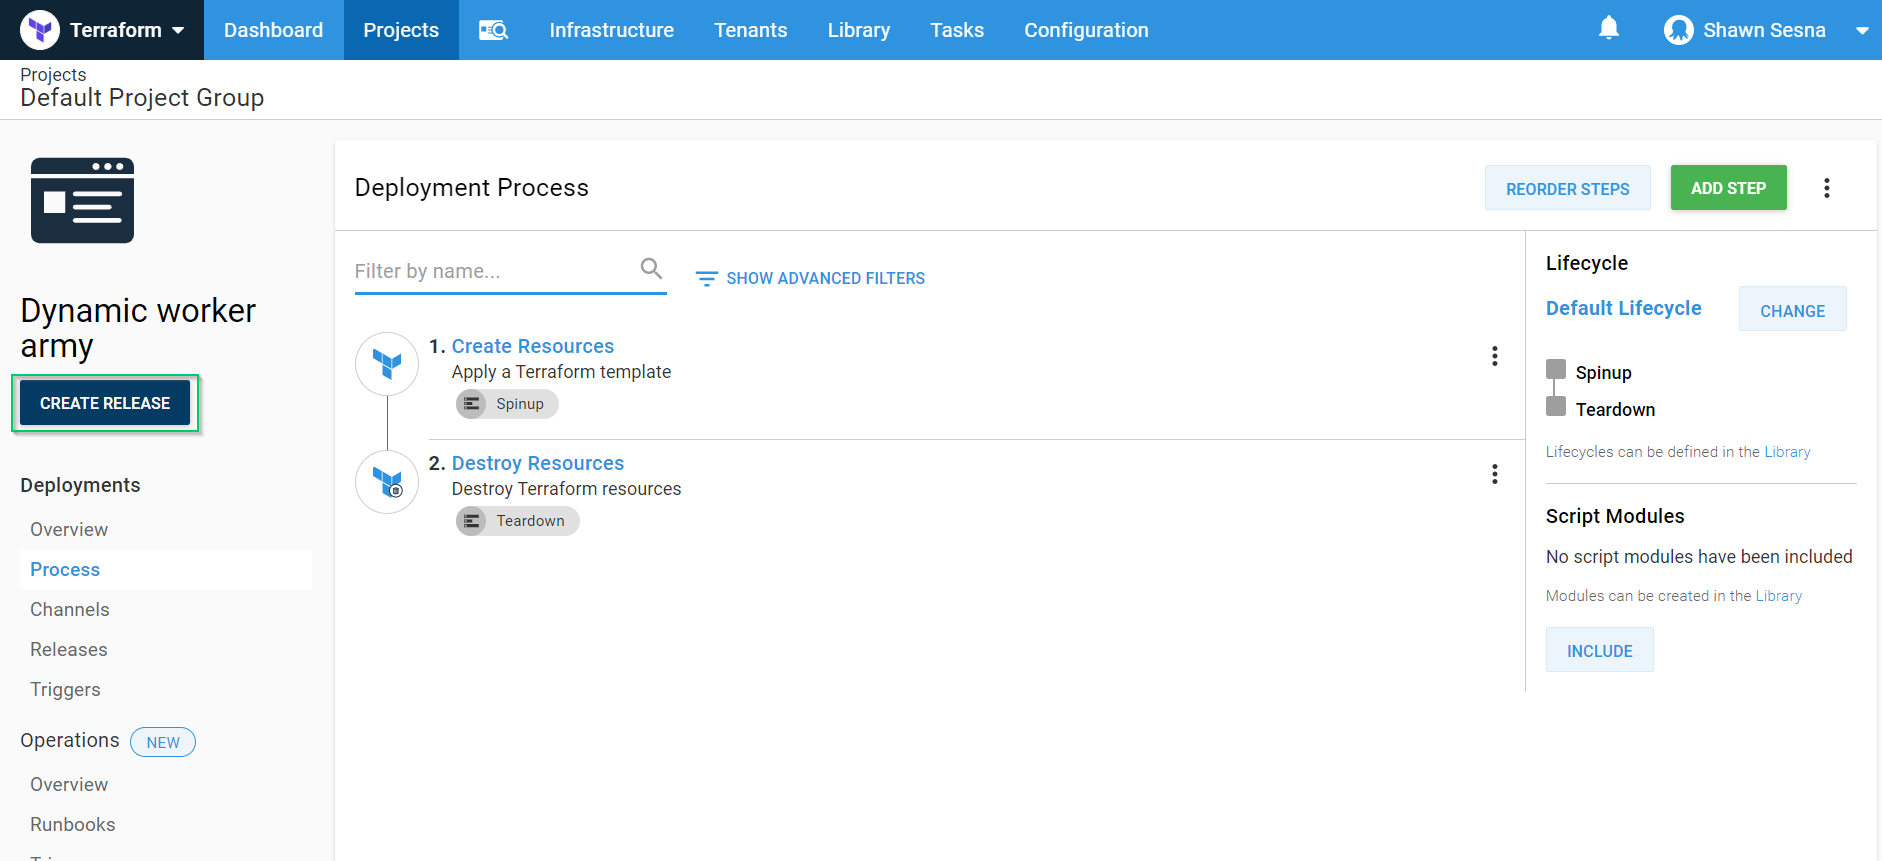 Terraform
Dashboard
Projects
Infrastructure
Tenants
Library
Tasks
Configuration
Shawn Sesna
Projects
Default Project Group
Dynamic worker
army
CREATE RELEASE
Deployments
Overview
Process
Channels
Releases
Triggers
Operations NEW
Overview
Runbooks
Deployment Process
REORDER STEPS
ADD STEP
Filter by name...
SHOW ADVANCED FILTERS
1. Create Resources
Apply a Terraform template
Spinup
2. Destroy Resources
Destroy Terraform resources
Teardown
Lifecycle
Default Lifecycle
CHANGE
Spinup
Teardown
Lifecycles can be defined in the Library
Script Modules
No script modules have been included
Modules can be created in the Library
INCLUDE